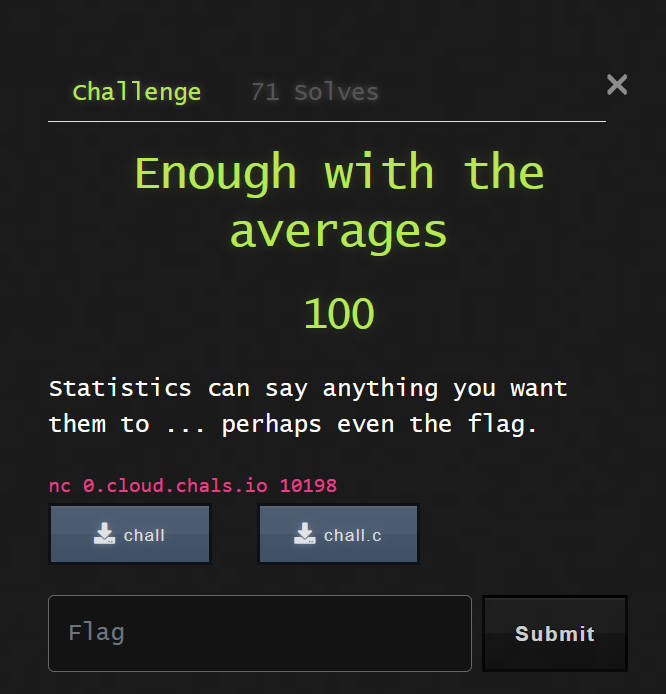 Challenge
71 Solves
×
Enough with the
averages
100
Statistics can say anything you want
them to ... perhaps even the flag.
nc 0.cloud.chals.io 10198
chall
chall.c
Flag
Submit